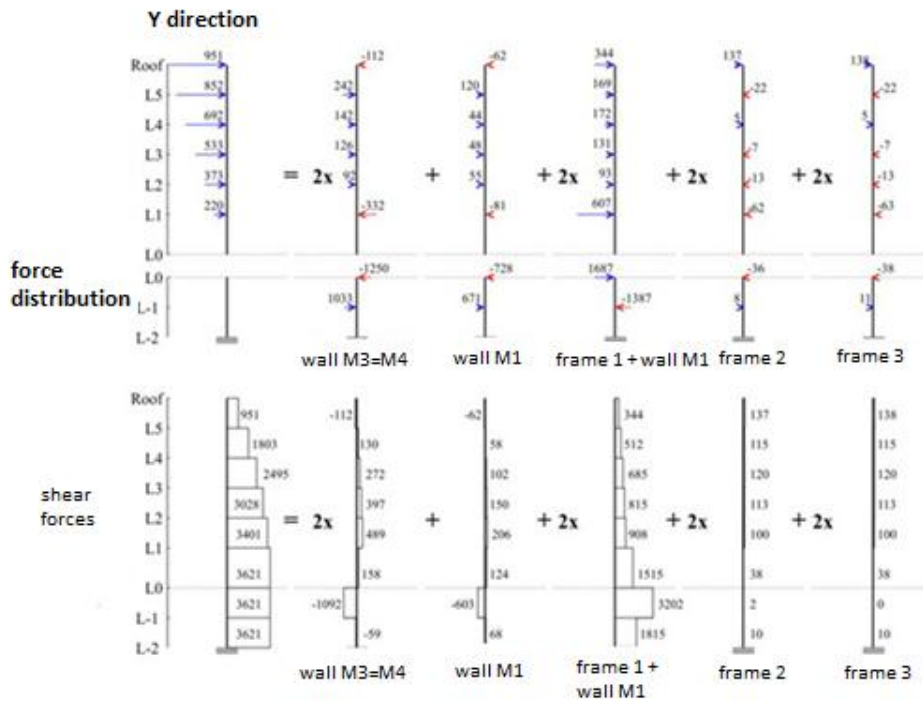 Y direction
951 -112 -62 344 137 138
Roof
852 242 120 169 -22 -22
L5
692 142 44 172 5 5
L4
533 126 48 131 -7 -7
L3
373 = 2x 92 + 55 + 2x 93 + 2x -13 + 2x -13
L2
220 -332 -81 607 -62 -63
L1
L0
force
distribution
-1250 -728 1687 -36 -38
L0
1033 671 -1387 8 11
L-1
L-2
wall M3=M4 wall M1 frame 1 + wall M1 frame 2 frame 3
Roof
951 -112 -62 344 137 138
L5
1803 130 58 512 115 115
L4
2495 272 102 685 120 120
L3
shear
forces
3028 397 150 815 113 113
L2
= 2x + + 2x + 2x + 2x
3401 489 206 908 100 100
L1
3621 158 124 1515 38 38
L0
3621 -1092 -603 3202 2 0
L-1
3621 -59 68 1815 10 10
L-2
wall M3=M4 wall M1 frame 1 + frame 2 frame 3
wall M1